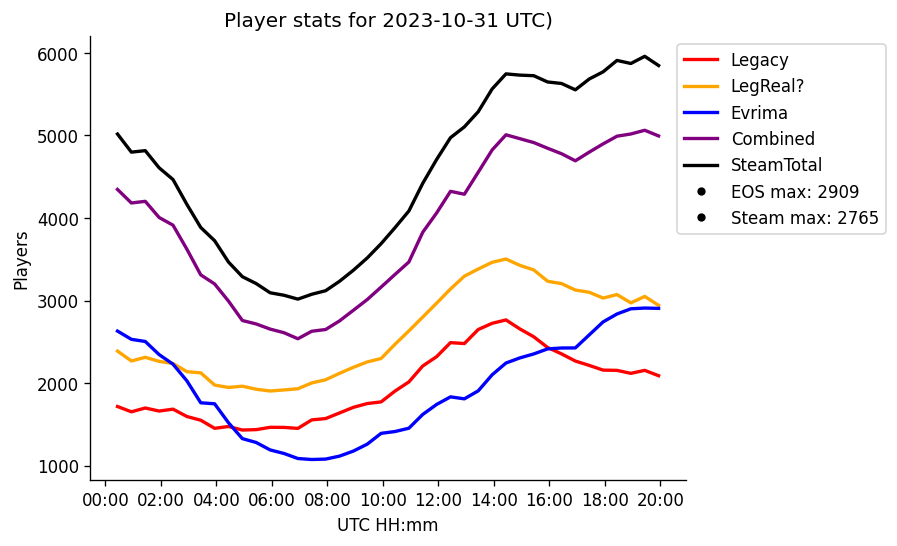 Player stats for 2023-10-31 UTC)
Legacy
LegReal?
Evrima
Combined
SteamTotal
EOS max: 2909
Steam max: 2765
Players
6000
5000
4000
3000
2000
1000
00:00 02:00 04:00 06:00 08:00 10:00 12:00 14:00 16:00 18:00 20:00
UTC HH:mm